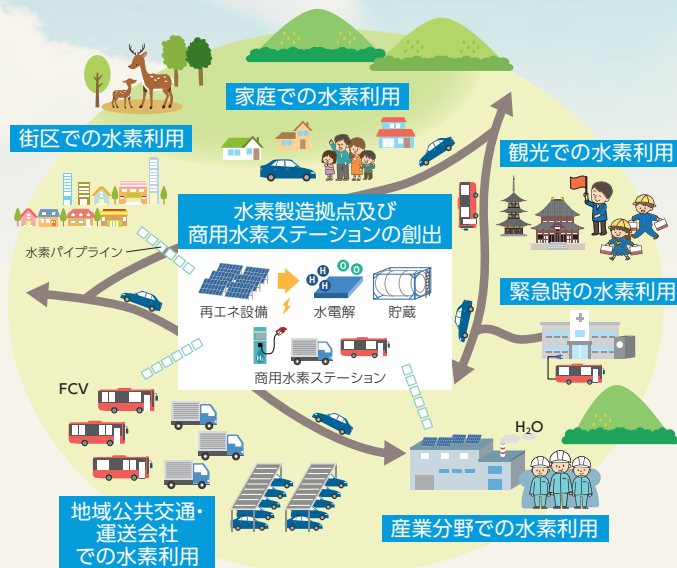 家庭での水素利用
街区での水素利用
観光での水素利用
水素製造拠点及び
商用水素ステーションの創出
水素パイプライン
H
H
H
O
O
再エネ設備
水電解
貯蔵
緊急時の水素利用
H₂
商用水素ステーション
FCV
H₂O
地域公共交通・
運送会社
での水素利用
産業分野での水素利用